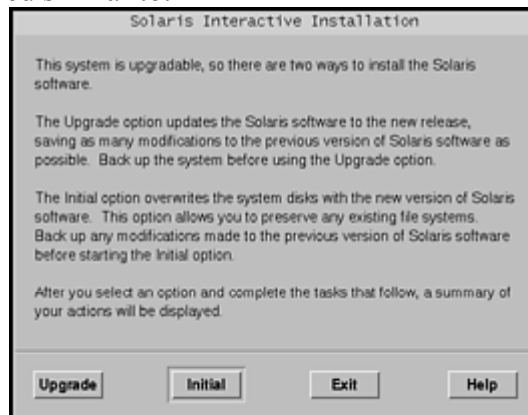 Solaris Interactive Installation
This system is upgradable, so there are two ways to install the Solaris
software.
The Upgrade option updates the Solaris software to the new release,
saving as many modifications to the previous version of Solaris software as
possible. Back up the system before using the Upgrade option.
The Initial option overwrites the system disks with the new version of Solaris
software. This option allows you to preserve any existing file systems.
Back up any modifications made to the previous version of Solaris software
before starting the Initial option.
After you select an option and complete the tasks that follow, a summary of
your actions will be displayed.
Upgrade Initial Exit Help